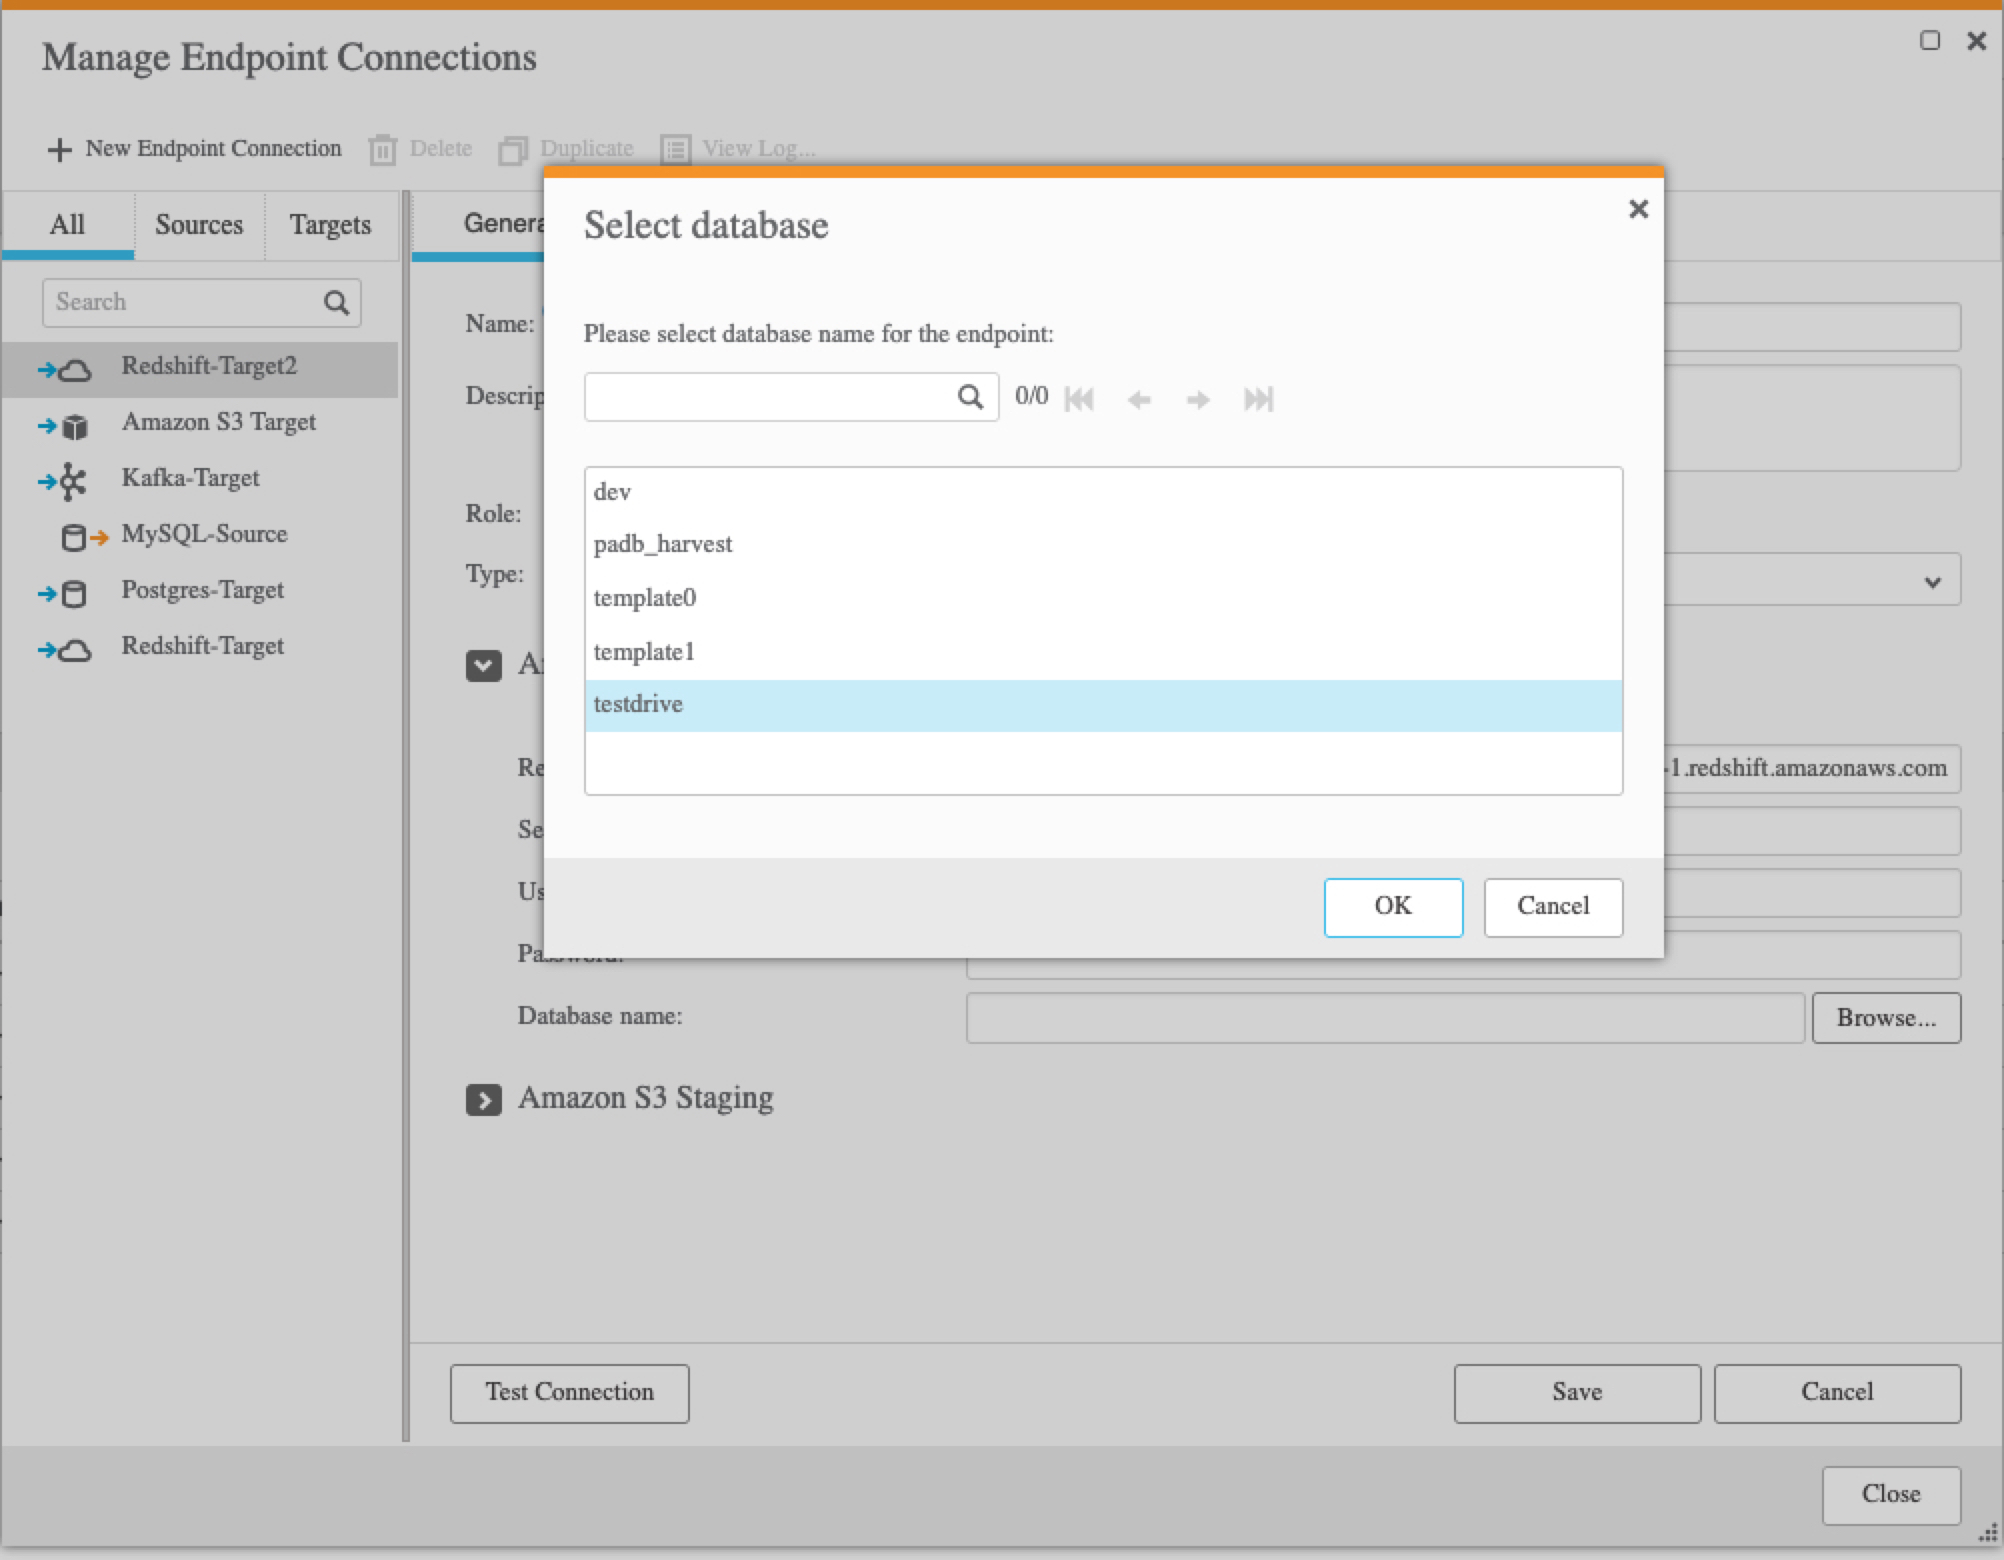 Manage Endpoint Connections
New Endpoint Connection Delete Duplicate View Log...
All Sources Targets
Search
Redshift-Target2
Amazon S3 Target
Kafka-Target
MySQL-Source
Postgres-Target
Redshift-Target
Genera
Name:
Descrip
Role:
Type:
A
Re
-1.redshift.amazonaws.com
Se
Us
Password:
Database name:
Browse...
Amazon S3 Staging
Select database
Please select database name for the endpoint:
0/0
dev
padb_harvest
template0
template1
testdrive
OK Cancel
Test Connection Save Cancel
Close